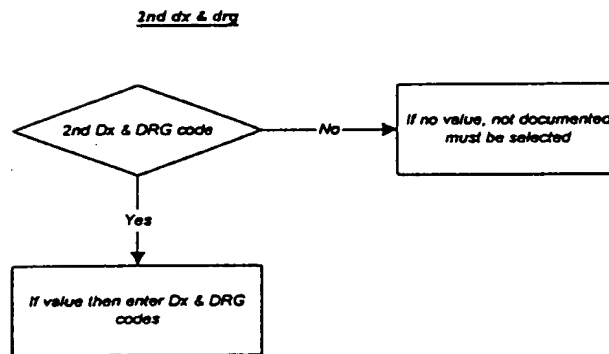 2nd dx & drg
2nd Dx & DRG code
No
If no value, not documented
must be selected
Yes
If value then enter Dx & DRG
codes